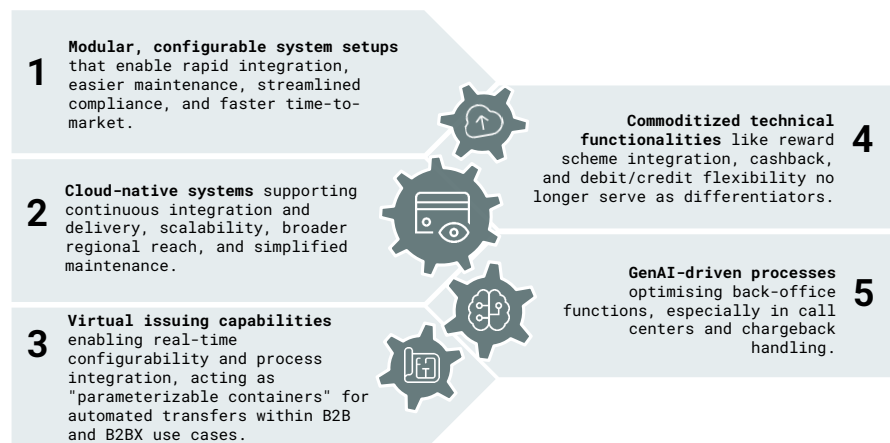 1
Modular, configurable system setups
that enable rapid integration,
easier maintenance, streamlined
compliance, and faster time-to-
market.
2
Cloud-native systems supporting
continuous integration and
delivery, scalability, broader
regional reach, and simplified
maintenance.
3
Virtual issuing capabilities
enabling real-time
configurability and process
integration, acting as
"parameterizable containers" for
automated transfers within B2B
and B2BX use cases.
4
Commoditized technical
functionalities like reward
scheme integration, cashback,
and debit/credit flexibility no
longer serve as differentiators.
5
GenAI-driven processes
optimising back-office
functions, especially in call
centers and chargeback
handling.